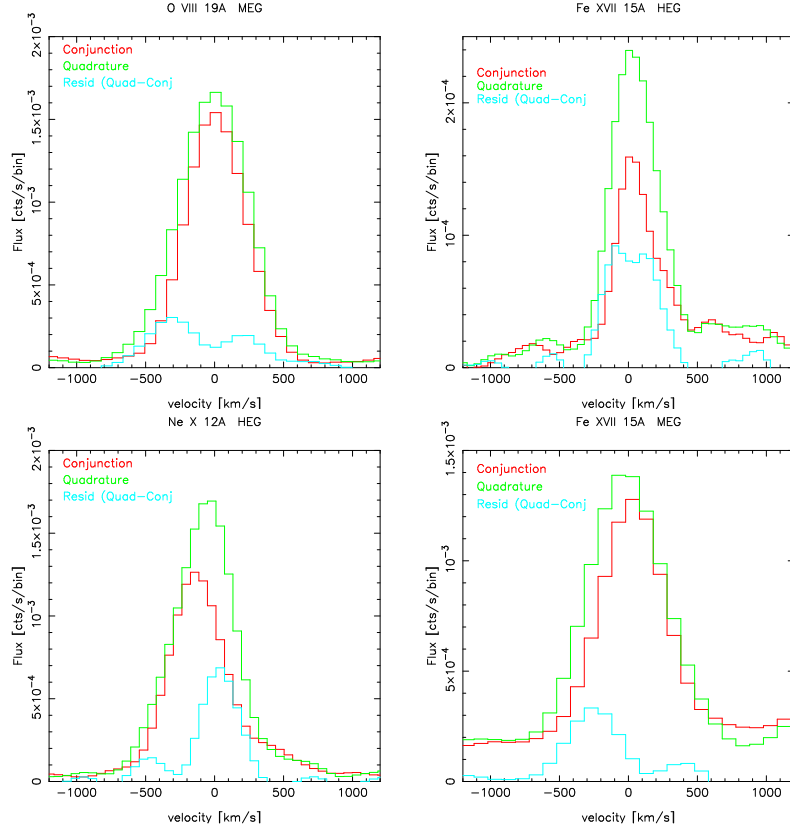 O VIII 19A MEG
Conjunction
Quadrature
Resid (Quad-Conj
Flux [cts/s/bin]
0
5×10⁻⁴
10⁻³
1.5×10⁻³
2×10⁻³
−1000 −500 0 500 1000
velocity [km/s]
Fe XVII 15A HEG
Conjunction
Quadrature
Resid (Quad-Conj
Flux [cts/s/bin]
0
10⁻⁴
2×10⁻⁴
−1000 −500 0 500 1000
velocity [km/s]
Ne X 12A HEG
Conjunction
Quadrature
Resid (Quad-Conj
Flux [cts/s/bin]
0
5×10⁻⁴
10⁻³
1.5×10⁻³
2×10⁻³
−1000 −500 0 500 1000
velocity [km/s]
Fe XVII 15A MEG
Conjunction
Quadrature
Resid (Quad-Conj
Flux [cts/s/bin]
0
5×10⁻⁴
10⁻³
1.5×10⁻³
−1000 −500 0 500 1000
velocity [km/s]